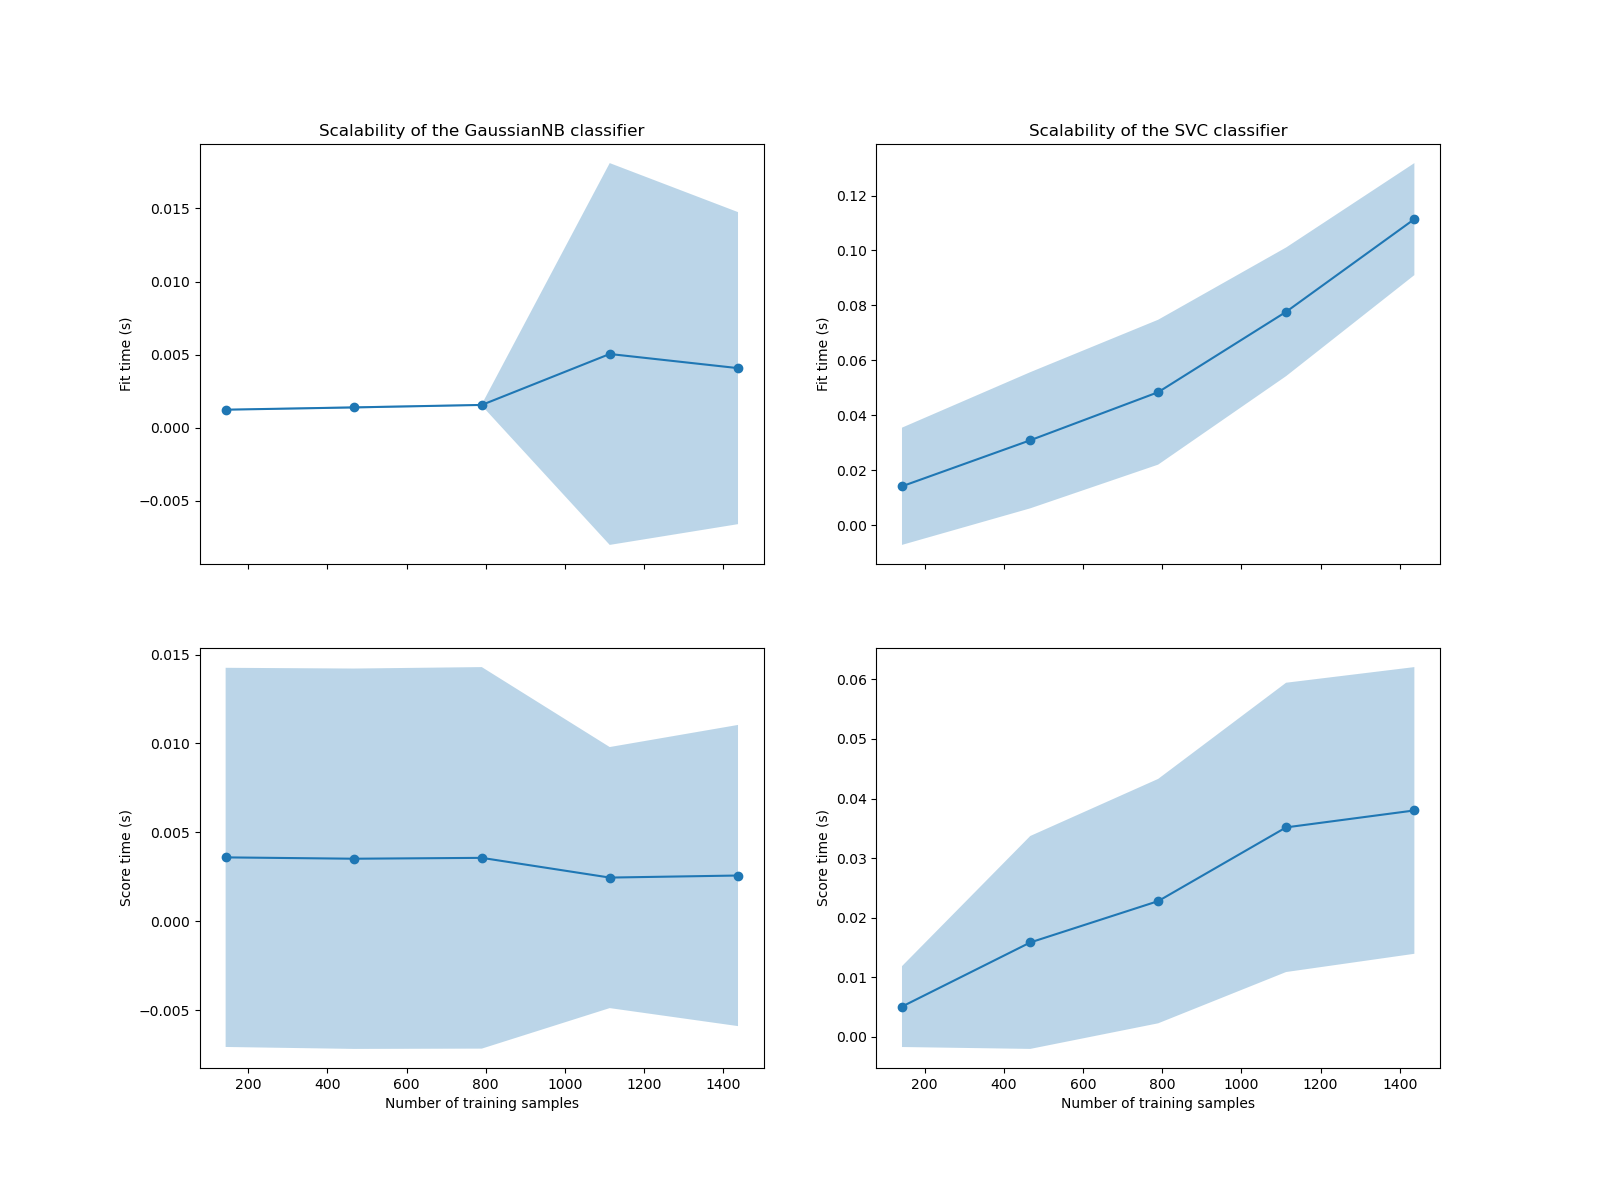 Scalability of the GaussianNB classifier
Fit time (s)
0.015
0.010
0.005
0.000
−0.005
Scalability of the SVC classifier
Fit time (s)
0.12
0.10
0.08
0.06
0.04
0.02
0.00
Score time (s)
0.015
0.010
0.005
0.000
−0.005
200 400 600 800 1000 1200 1400
Number of training samples
Score time (s)
0.06
0.05
0.04
0.03
0.02
0.01
0.00
200 400 600 800 1000 1200 1400
Number of training samples